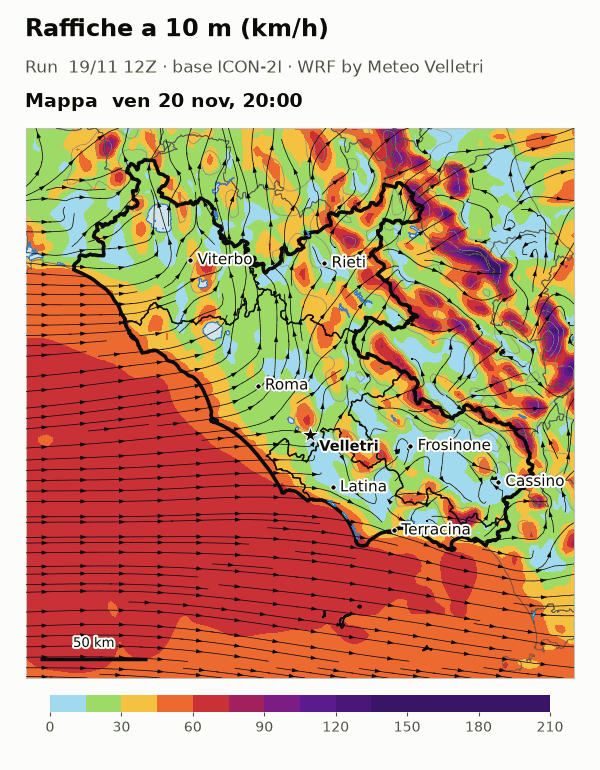 Raffiche a 10 m (km/h)
Run  19/11 12Z · base ICON-2I · WRF by Meteo Velletri
Mappa  ven 20 nov, 20:00
Viterbo
Rieti
Roma
Velletri
Frosinone
Cassino
Latina
Terracina
50 km
0 30 60 90 120 150 180 210